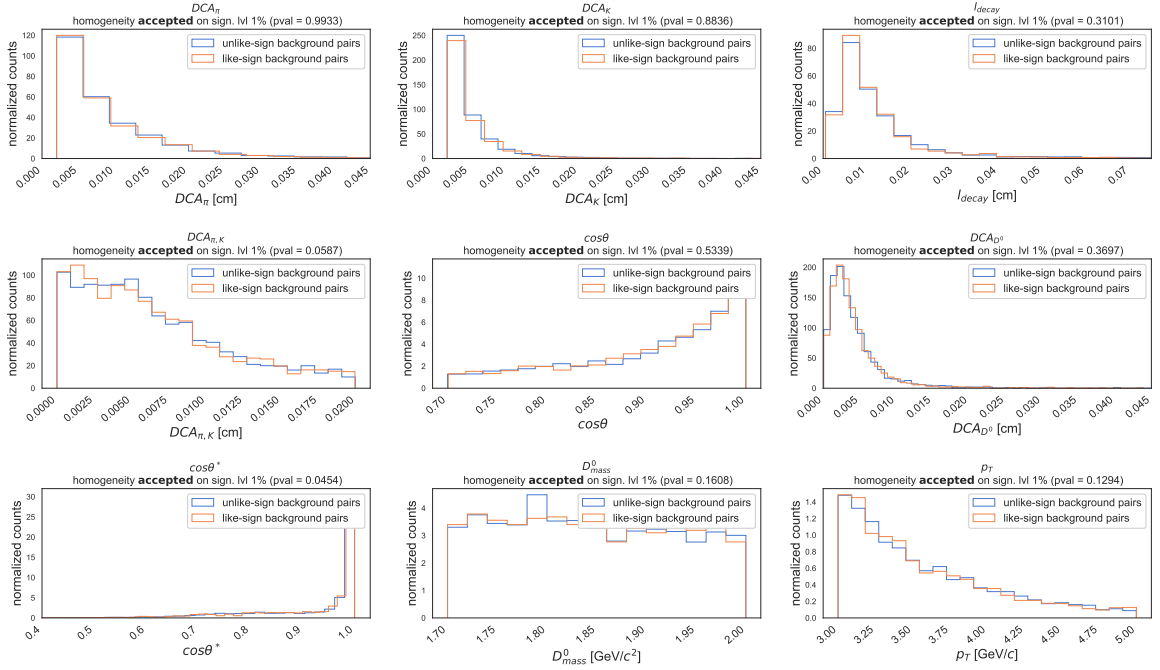 DCA_π
homogeneity accepted on sign. lvl 1% (pval = 0.9933)
normalized counts
120
100
80
60
40
20
0
unlike-sign background pairs
like-sign background pairs
0.000 0.005 0.010 0.015 0.020 0.025 0.030 0.035 0.040 0.045
DCA_π [cm]
DCA_K
homogeneity accepted on sign. lvl 1% (pval = 0.8836)
normalized counts
250
200
150
100
50
0
unlike-sign background pairs
like-sign background pairs
0.000 0.005 0.010 0.015 0.020 0.025 0.030 0.035 0.040 0.045
DCA_K [cm]
l_decay
homogeneity accepted on sign. lvl 1% (pval = 0.3101)
normalized counts
80
60
40
20
0
unlike-sign background pairs
like-sign background pairs
0.00 0.01 0.02 0.03 0.04 0.05 0.06 0.07
l_decay [cm]
DCA_π,K
homogeneity accepted on sign. lvl 1% (pval = 0.0587)
normalized counts
100
80
60
40
20
0
unlike-sign background pairs
like-sign background pairs
0.0000 0.0025 0.0050 0.0075 0.0100 0.0125 0.0150 0.0175 0.0200
DCA_π,K [cm]
cosθ
homogeneity accepted on sign. lvl 1% (pval = 0.5339)
normalized counts
10
8
6
4
2
0
unlike-sign background pairs
like-sign background pairs
0.70 0.75 0.80 0.85 0.90 0.95 1.00
cosθ
DCA_D⁰
homogeneity accepted on sign. lvl 1% (pval = 0.3697)
normalized counts
200
150
100
50
0
unlike-sign background pairs
like-sign background pairs
0.000 0.005 0.010 0.015 0.020 0.025 0.030 0.035 0.040 0.045
DCA_D⁰ [cm]
cosθ*
homogeneity accepted on sign. lvl 1% (pval = 0.0454)
normalized counts
30
25
20
15
10
5
0
unlike-sign background pairs
like-sign background pairs
0.4 0.5 0.6 0.7 0.8 0.9 1.0
cosθ*
D⁰_mass
homogeneity accepted on sign. lvl 1% (pval = 0.1608)
normalized counts
4
3
2
1
0
unlike-sign background pairs
like-sign background pairs
1.70 1.75 1.80 1.85 1.90 1.95 2.00
D⁰_mass [GeV/c²]
p_T
homogeneity accepted on sign. lvl 1% (pval = 0.1294)
normalized counts
1.4
1.2
1.0
0.8
0.6
0.4
0.2
0.0
unlike-sign background pairs
like-sign background pairs
3.00 3.25 3.50 3.75 4.00 4.25 4.50 4.75 5.00
p_T [GeV/c]